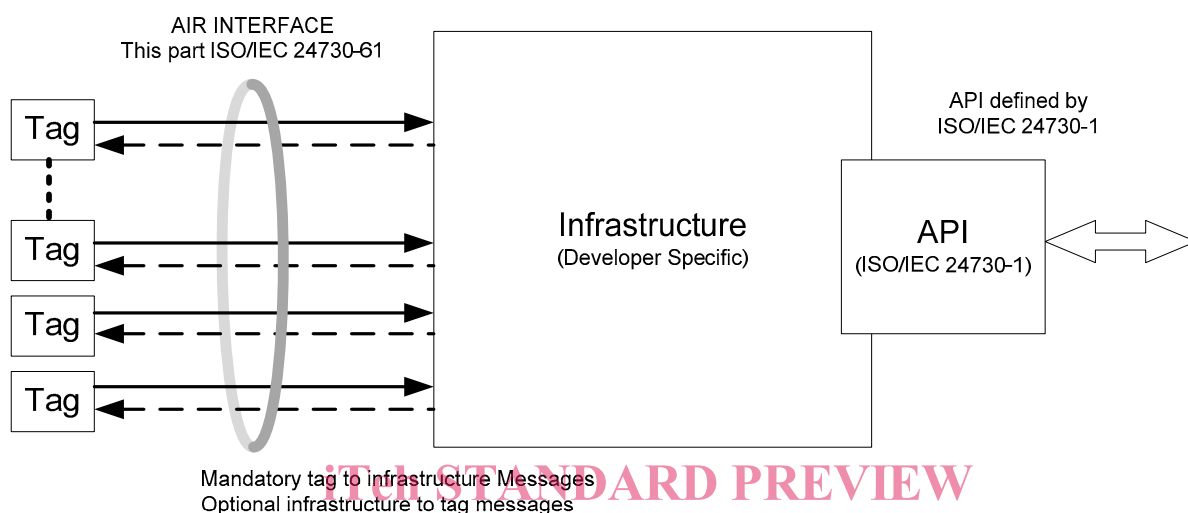 AIR INTERFACE
This part ISO/IEC 24730-61
API defined by
ISO/IEC 24730-1
Tag
Tag
Tag
Tag
Infrastructure
(Developer Specific)
API
(ISO/IEC 24730-1)
Mandatory tag to infrastructure Messages
Optional infrastructure to tag messages
iTeh STANDARD PREVIEW